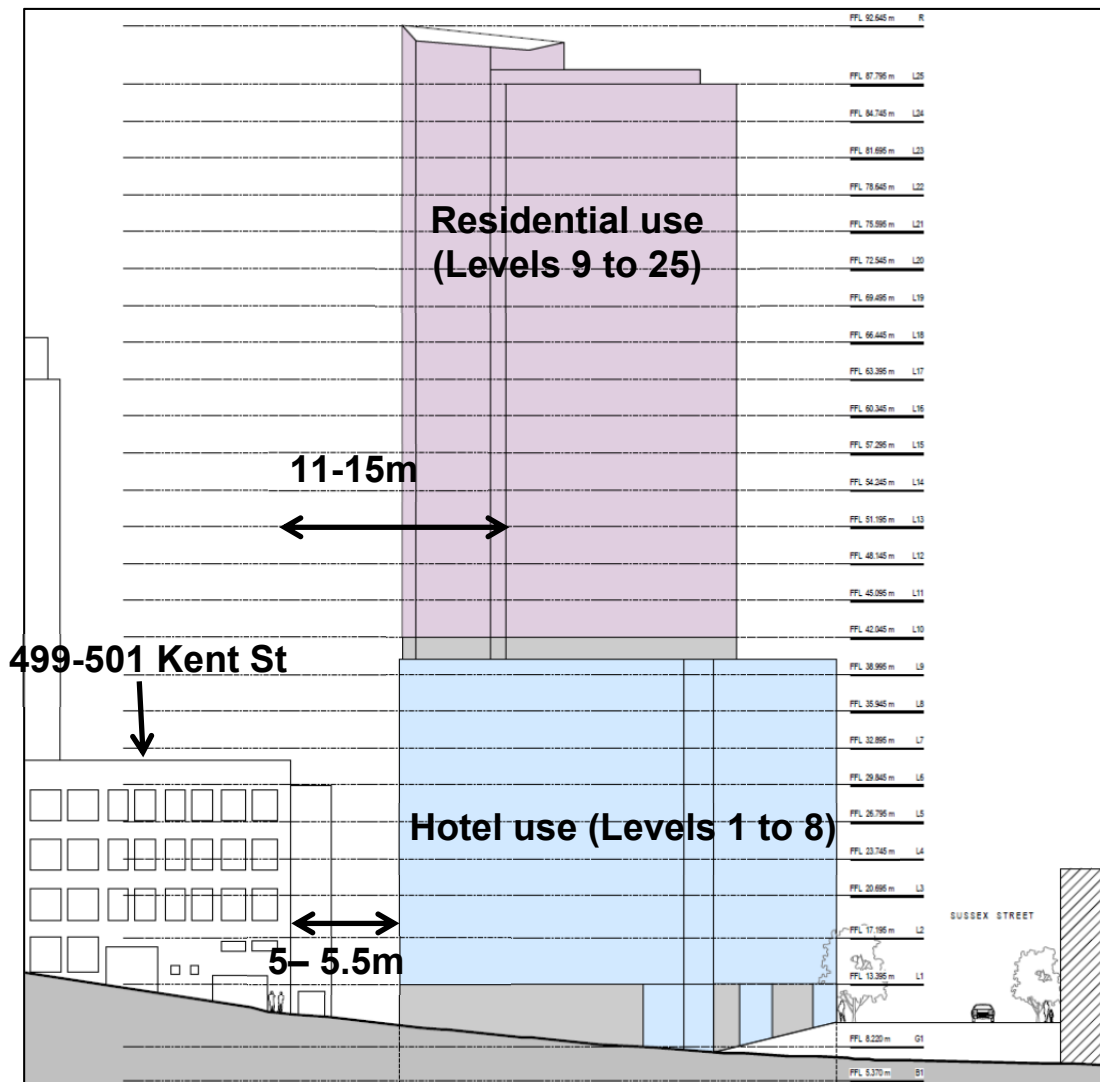 FFL 92.645 m R
FFL 87.795 m L25
FFL 84.745 m L24
FFL 81.695 m L23
FFL 78.645 m L22
Residential use
(Levels 9 to 25)
FFL 75.595 m L21
FFL 72.545 m L20
FFL 69.495 m L19
FFL 66.445 m L18
FFL 63.395 m L17
FFL 60.345 m L16
FFL 57.295 m L15
11-15m
FFL 54.245 m L14
FFL 51.195 m L13
FFL 48.145 m L12
FFL 45.095 m L11
FFL 42.045 m L10
499-501 Kent St
FFL 38.995 m L9
FFL 35.945 m L8
FFL 32.895 m L7
FFL 29.845 m L6
FFL 26.795 m L5
Hotel use (Levels 1 to 8)
FFL 23.745 m L4
FFL 20.695 m L3
SUSSEX STREET
FFL 17.195 m L2
5– 5.5m
FFL 13.395 m L1
FFL 8.220 m G1
FFL 5.370 m B1